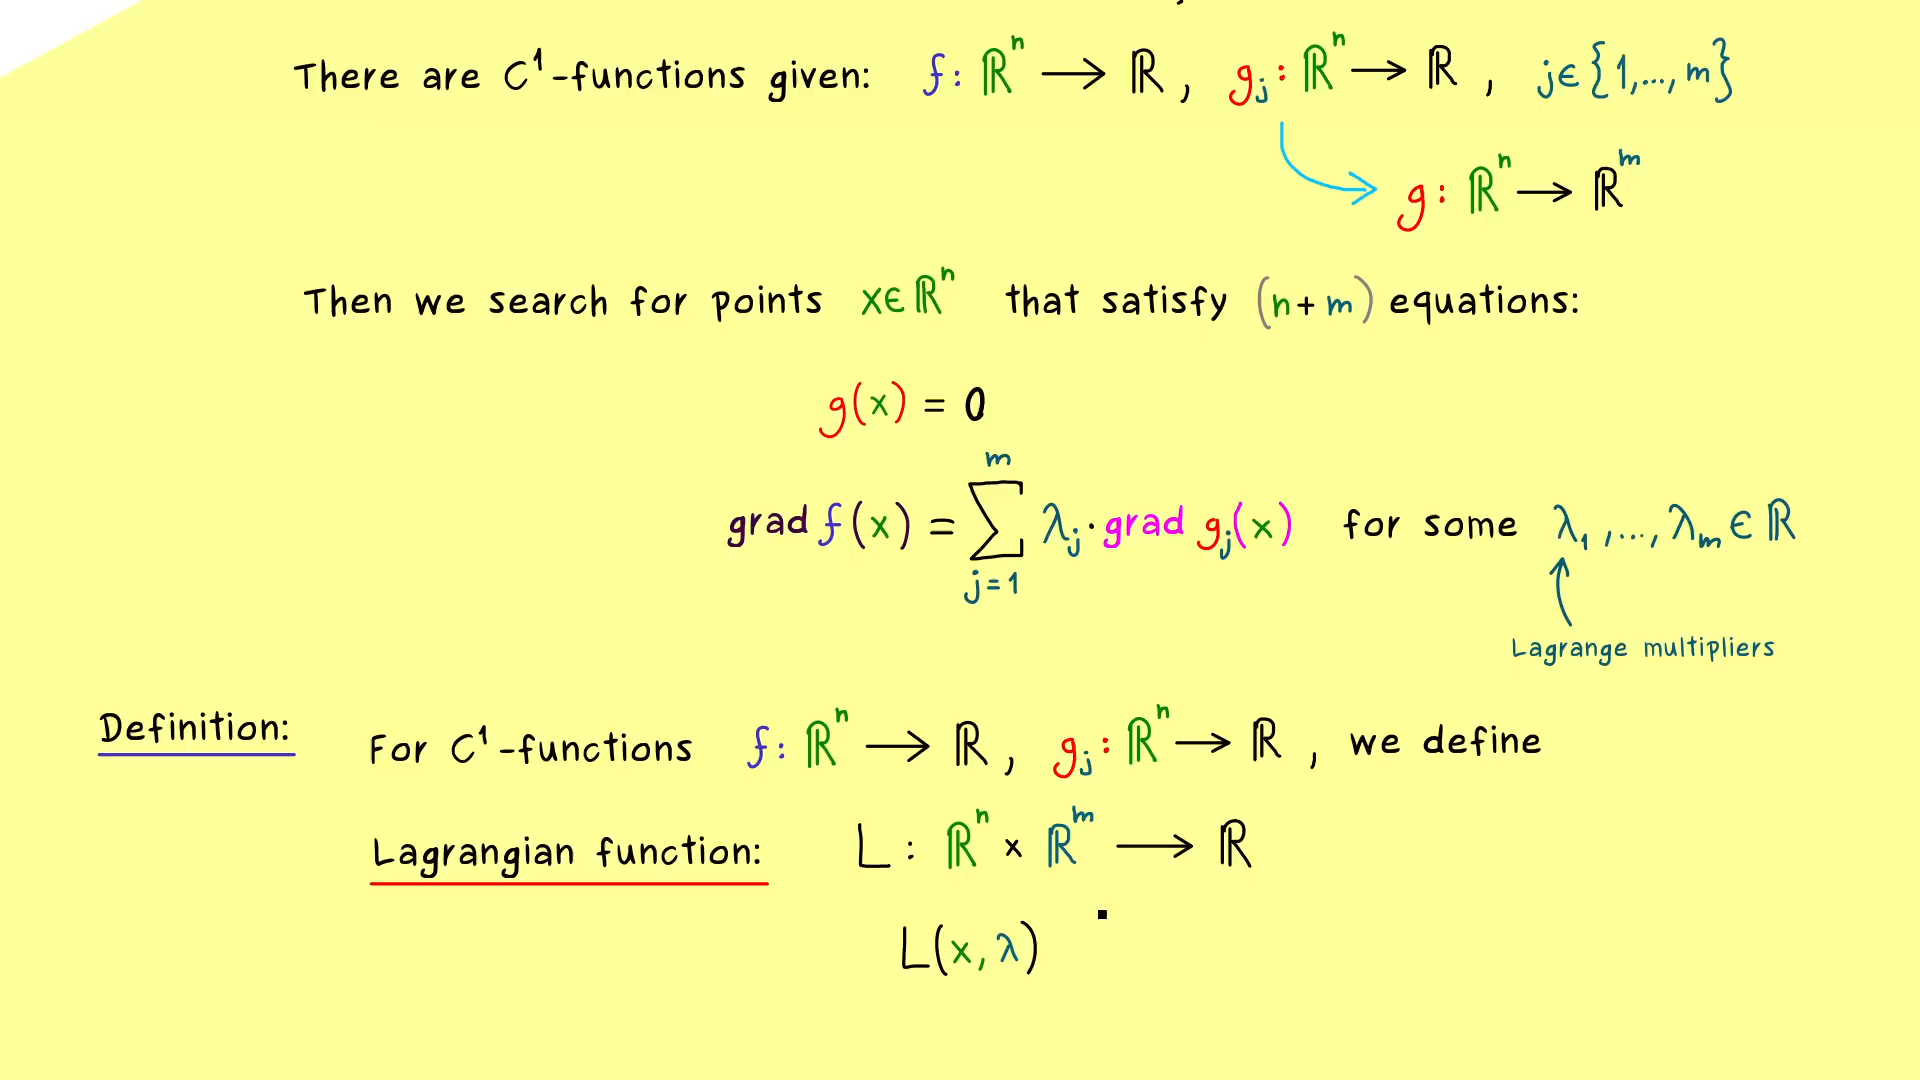 There are C¹-functions given: f: ℝⁿ ⟶ ℝ , gⱼ: ℝⁿ ⟶ ℝ , j∈{1,...,m}
g: ℝⁿ ⟶ ℝᵐ
Then we search for points x∈ℝⁿ that satisfy (n+m) equations:
g(x) = 0
grad f(x) = ∑_{j=1}^{m} λⱼ · grad gⱼ(x) for some λ₁,...,λₘ ∈ ℝ
Lagrange multipliers
Definition: For C¹-functions f: ℝⁿ ⟶ ℝ , gⱼ: ℝⁿ ⟶ ℝ , we define
Lagrangian function: L : ℝⁿ × ℝᵐ ⟶ ℝ
L(x, λ)